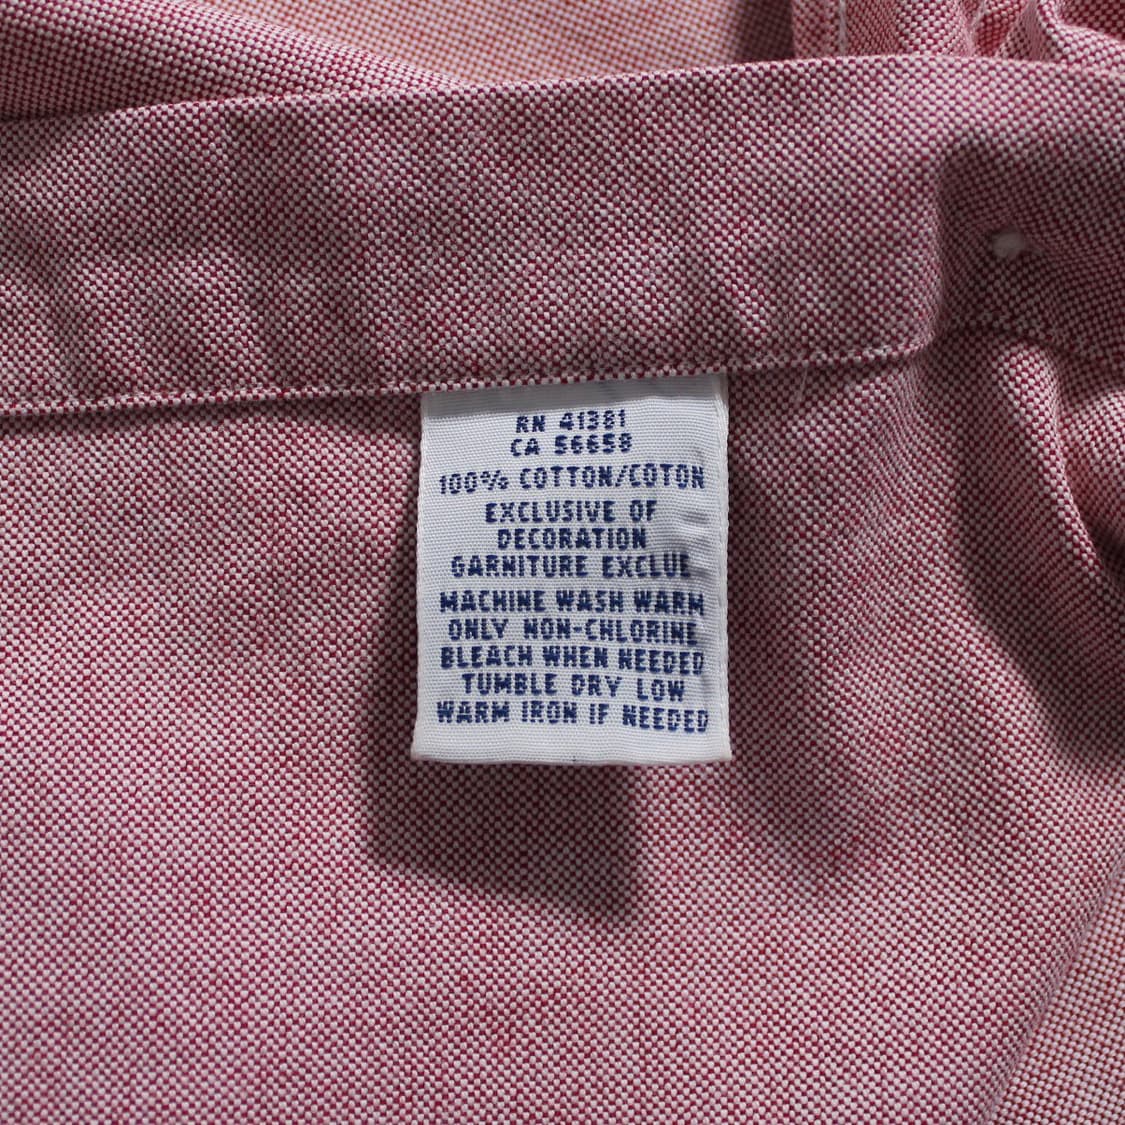 RN 41381
CA 56658
100% COTTON/COTON
EXCLUSIVE OF
DECORATION
GARNITURE EXCLUE
MACHINE WASH WARM
ONLY NON-CHLORINE
BLEACH WHEN NEEDED
TUMBLE DRY LOW
WARM IRON IF NEEDED